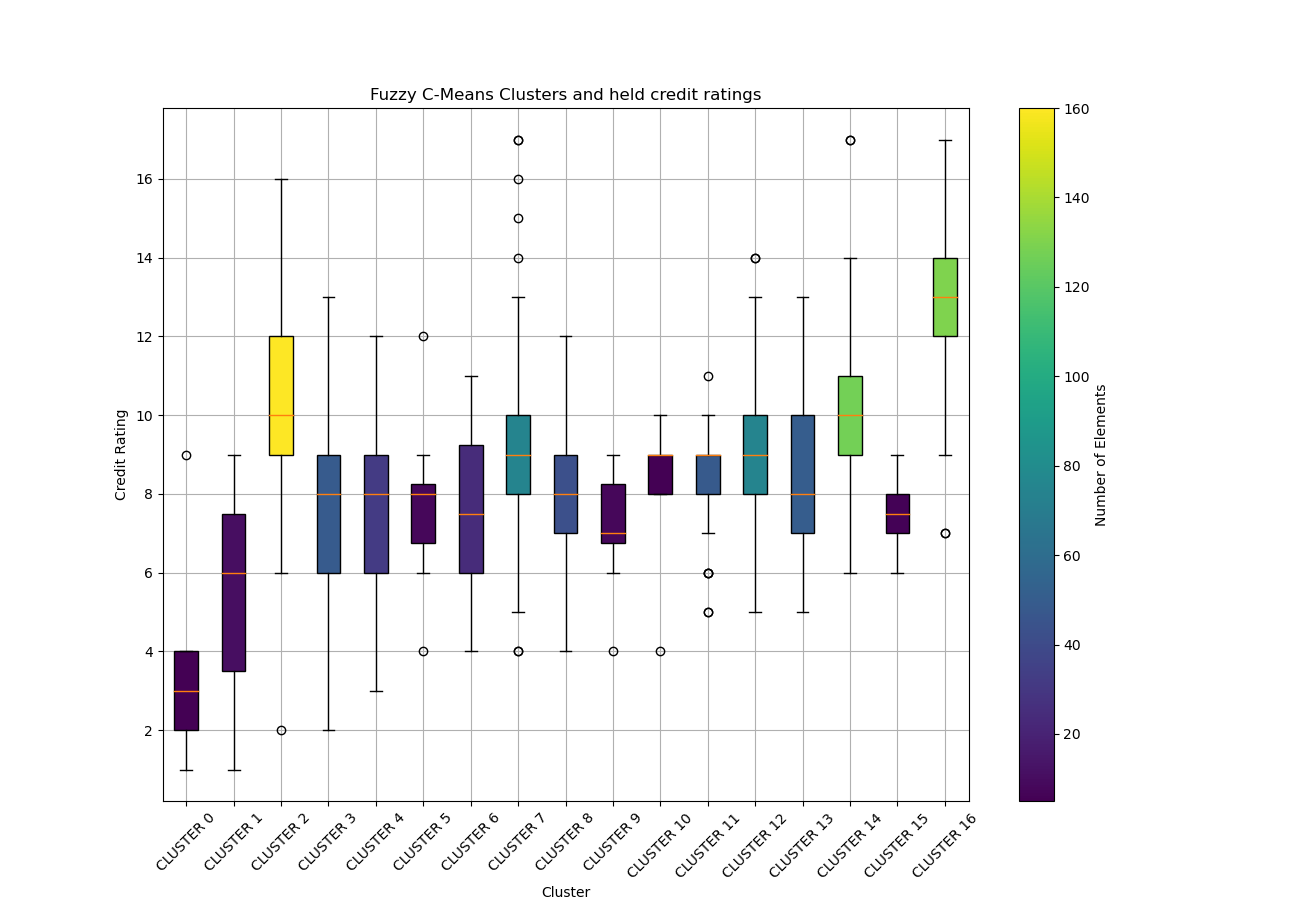 Fuzzy C-Means Clusters and held credit ratings
Credit Rating
16
14
12
10
8
6
4
2
CLUSTER 0
CLUSTER 1
CLUSTER 2
CLUSTER 3
CLUSTER 4
CLUSTER 5
CLUSTER 6
CLUSTER 7
CLUSTER 8
CLUSTER 9
CLUSTER 10
CLUSTER 11
CLUSTER 12
CLUSTER 13
CLUSTER 14
CLUSTER 15
CLUSTER 16
Cluster
160
140
120
100
80
60
40
20
Number of Elements